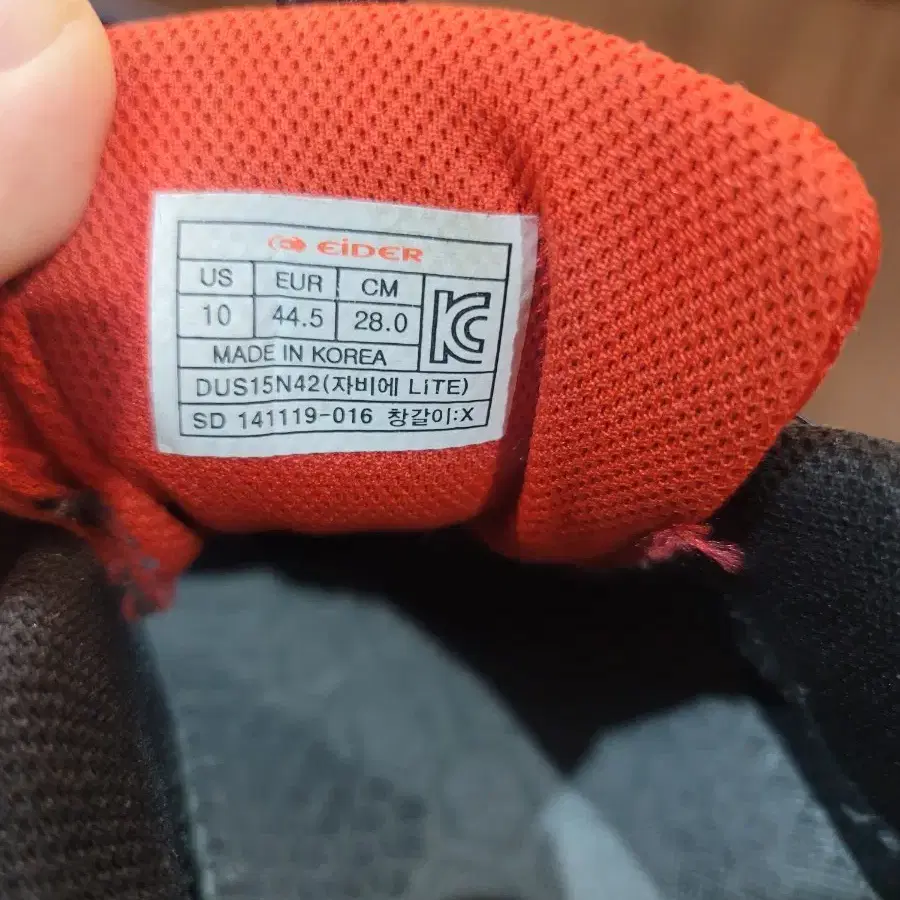 EiDER
US EUR CM
10 44.5 28.0
KC
MADE IN KOREA
DUS15N42(자비에 LiTE)
SD 141119-016 창갈이:X